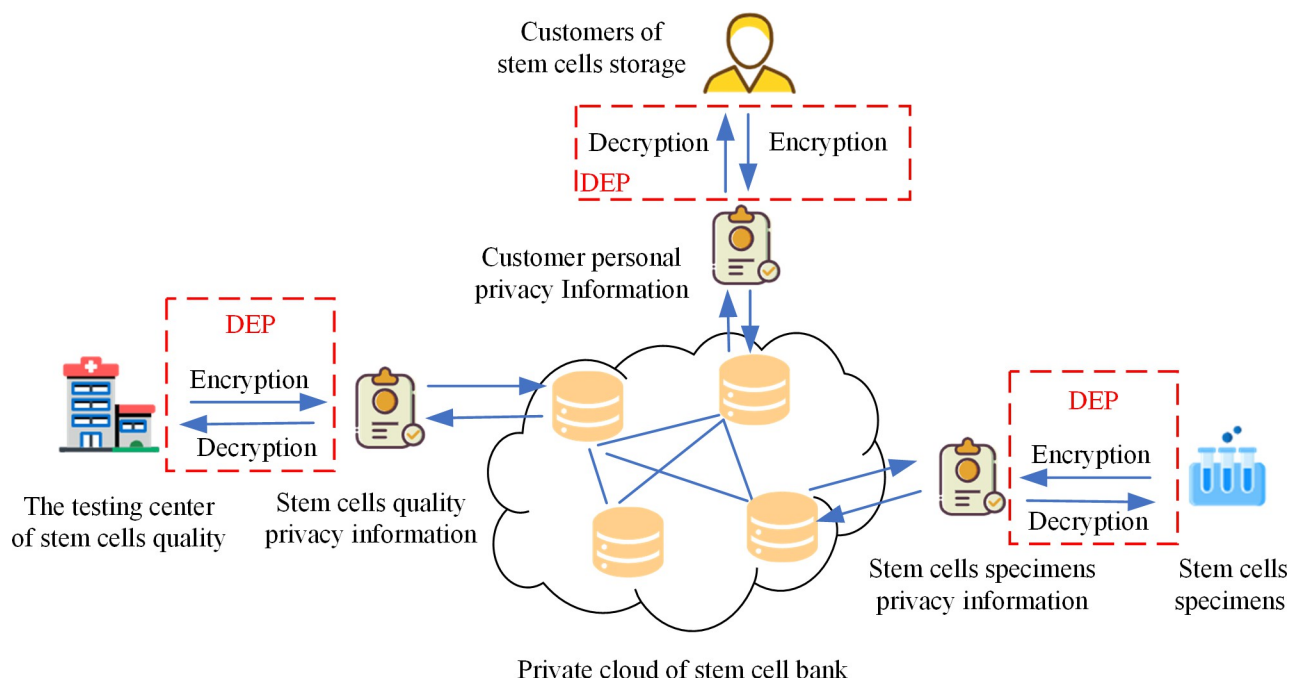 Customers of
stem cells storage
Decryption
Encryption
DEP
Customer personal
privacy Information
DEP
Encryption
Decryption
The testing center
of stem cells quality
Stem cells quality
privacy information
DEP
Encryption
Decryption
Stem cells specimens
privacy information
Stem cells
specimens
Private cloud of stem cell bank